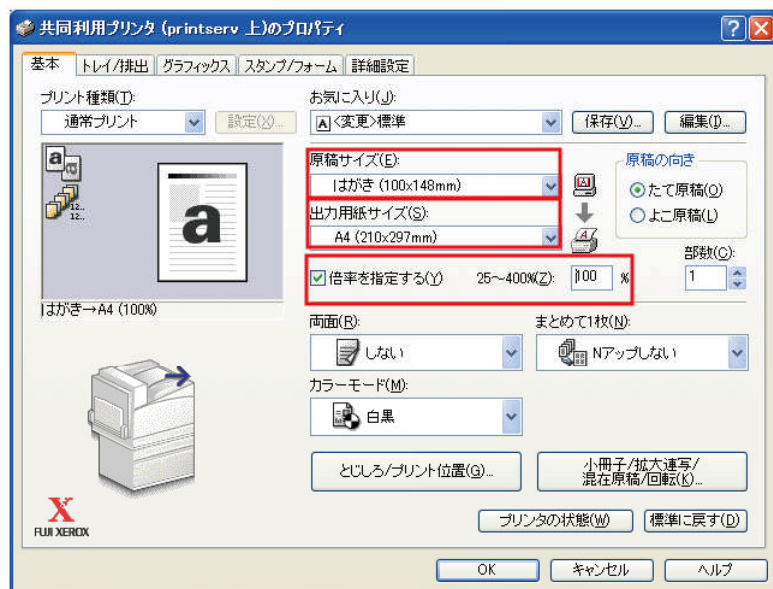 共同利用プリンタ (printserv 上)のプロパティ
基本 トレイ/排出 グラフィックス スタンプ/フォーム 詳細設定
プリント種類(T):
通常プリント
設定(X)...
お気に入り(J):
A <変更>標準
保存(V)...
編集(I)...
原稿サイズ(E):
はがき (100x148mm)
出力用紙サイズ(S):
A4 (210x297mm)
原稿の向き
たて原稿(O)
よこ原稿(L)
倍率を指定する(Y) 25~400%(Z): 100 %
部数(C):
1
はがき→A4 (100%)
両面(R):
しない
まとめて1枚(N):
Nアップしない
カラーモード(M):
白黒
とじしろ/プリント位置(G)...
小冊子/拡大連写/
混在原稿/回転(K)...
X
FUJI XEROX
プリンタの状態(W)
標準に戻す(D)
OK
キャンセル
ヘルプ